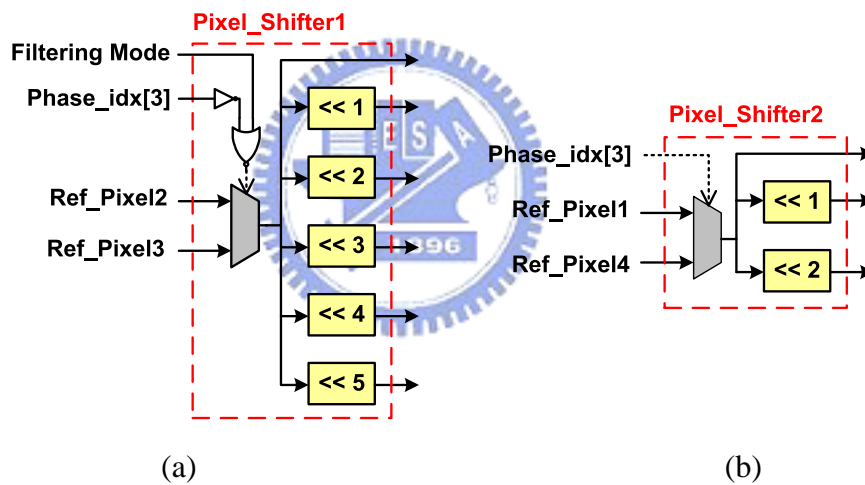 Pixel_Shifter1
Filtering Mode
Phase_idx[3]
Ref_Pixel2
Ref_Pixel3
<< 1
<< 2
<< 3
<< 4
<< 5
(a)
Pixel_Shifter2
Phase_idx[3]
Ref_Pixel1
Ref_Pixel4
<< 1
<< 2
(b)